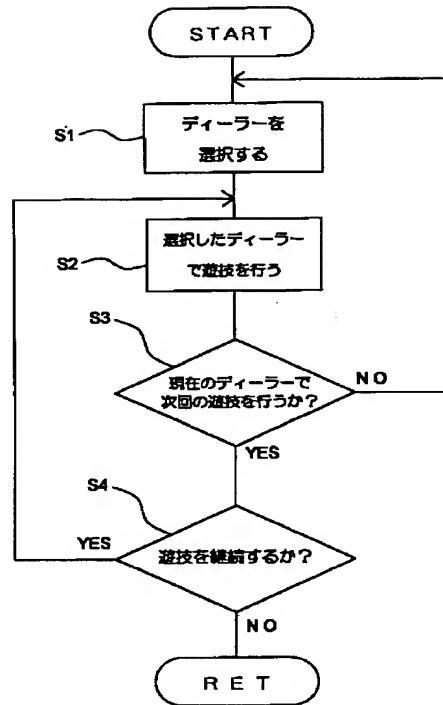 START
S1
ディーラーを
選択する
S2
選択したディーラー
で遊技を行う
S3
現在のディーラーで
次回の遊技を行うか？
NO
YES
S4
YES
遊技を継続するか？
NO
RET